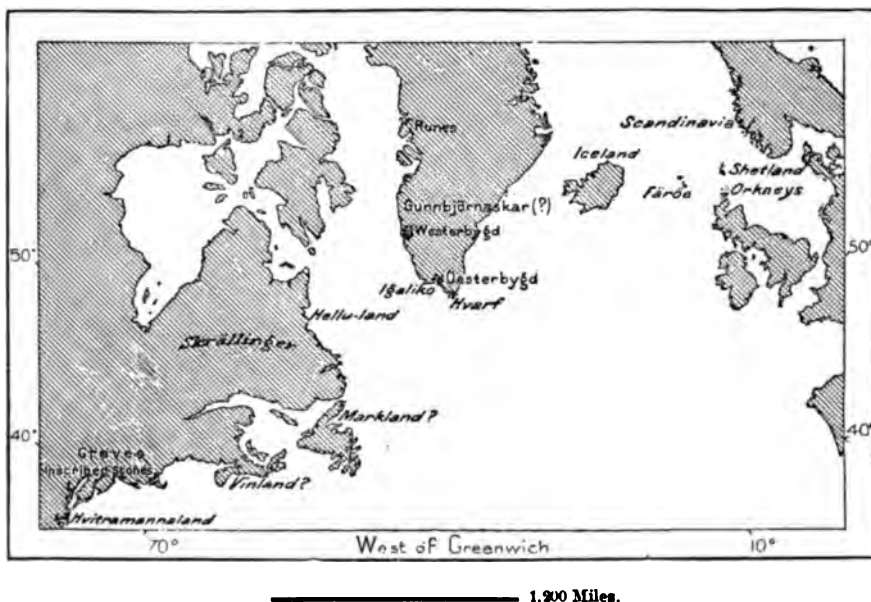 Runes
Scandinavia
Iceland
Shetland
Färöe
Orkneys
Gunnbjörnaskar(?)
Westerbygd
50°
50°
Igaliko
Oesterbygd
Hvarf
Hellu-land
Skrällinger
Markland?
40°
40°
Graves
Inscribed Stones
Vinland?
Hvitramannaland
70°
West of Greenwich
10°
1,200 Miles.